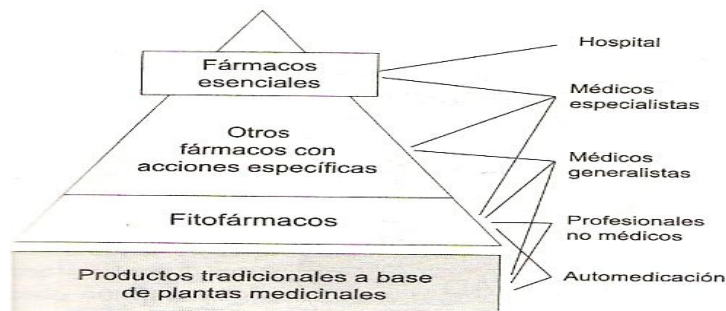 Fármacos
esenciales
Otros
fármacos con
acciones específicas
Fitofármacos
Productos tradicionales a base
de plantas medicinales
Hospital
Médicos
especialistas
Médicos
generalistas
Profesionales
no médicos
Automedicación